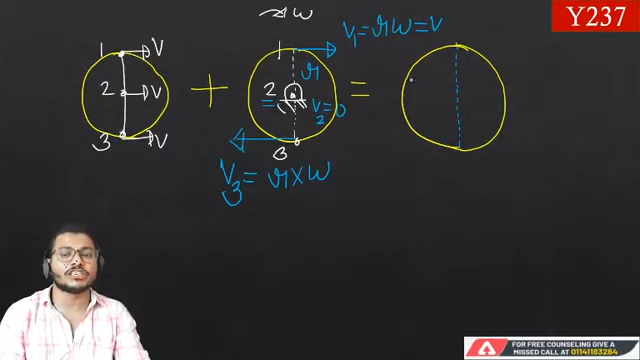 Y237
ω
V₁ = rω = V
1 V
2 V
3 V
+
1
r
2
=
V₂ = 0
3
=
V₃ = r×ω
FOR FREE COUNSELING GIVE A
MISSED CALL AT 01141183264